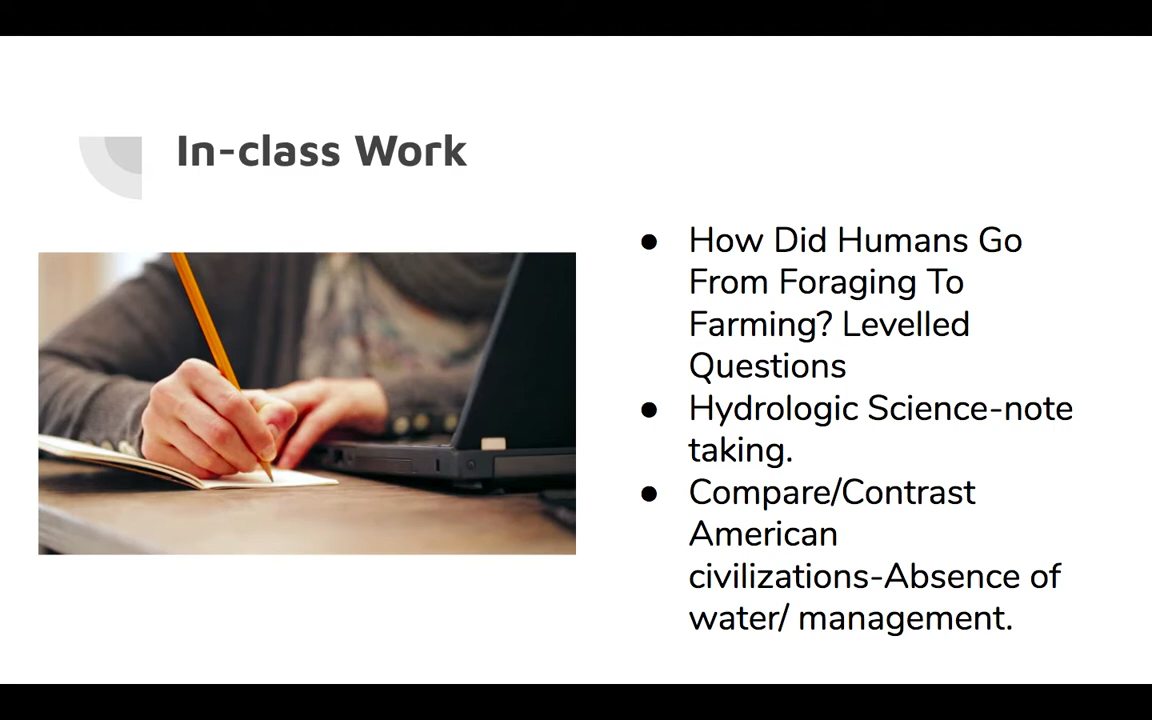 In-class Work
● How Did Humans Go
From Foraging To
Farming? Levelled
Questions
● Hydrologic Science-note
taking.
● Compare/Contrast
American
civilizations-Absence of
water/ management.